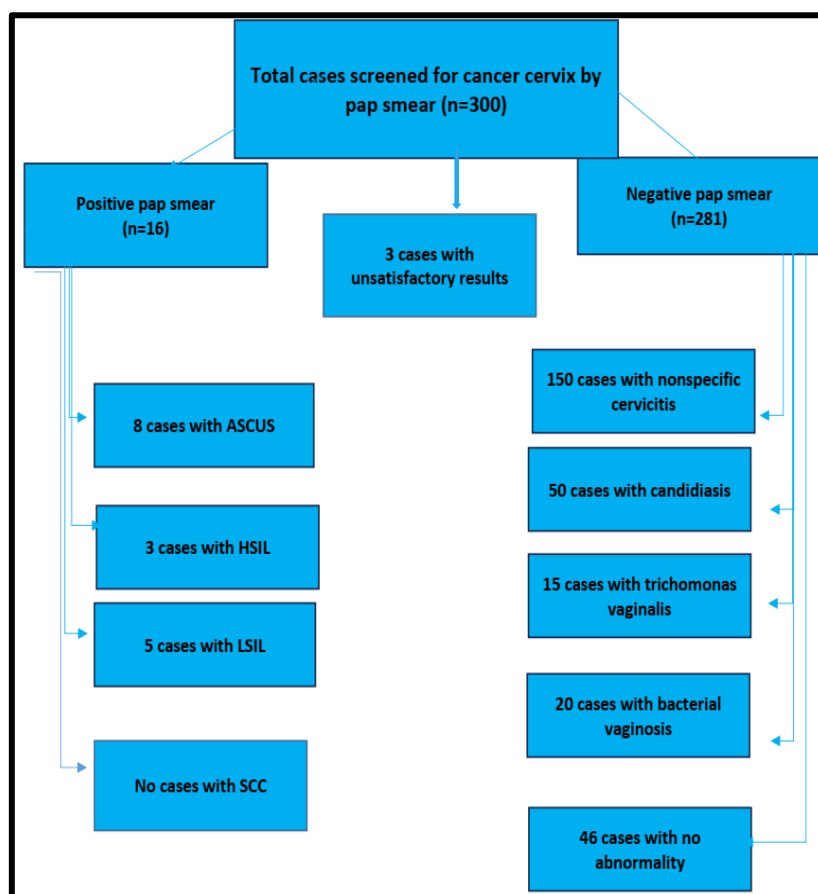 Total cases screened for cancer cervix by
pap smear (n=300)
Positive pap smear
(n=16)
Negative pap smear
(n=281)
3 cases with
unsatisfactory results
150 cases with nonspecific
cervicitis
8 cases with ASCUS
50 cases with candidiasis
3 cases with HSIL
15 cases with trichomonas
vaginalis
5 cases with LSIL
20 cases with bacterial
vaginosis
No cases with SCC
46 cases with no
abnormality